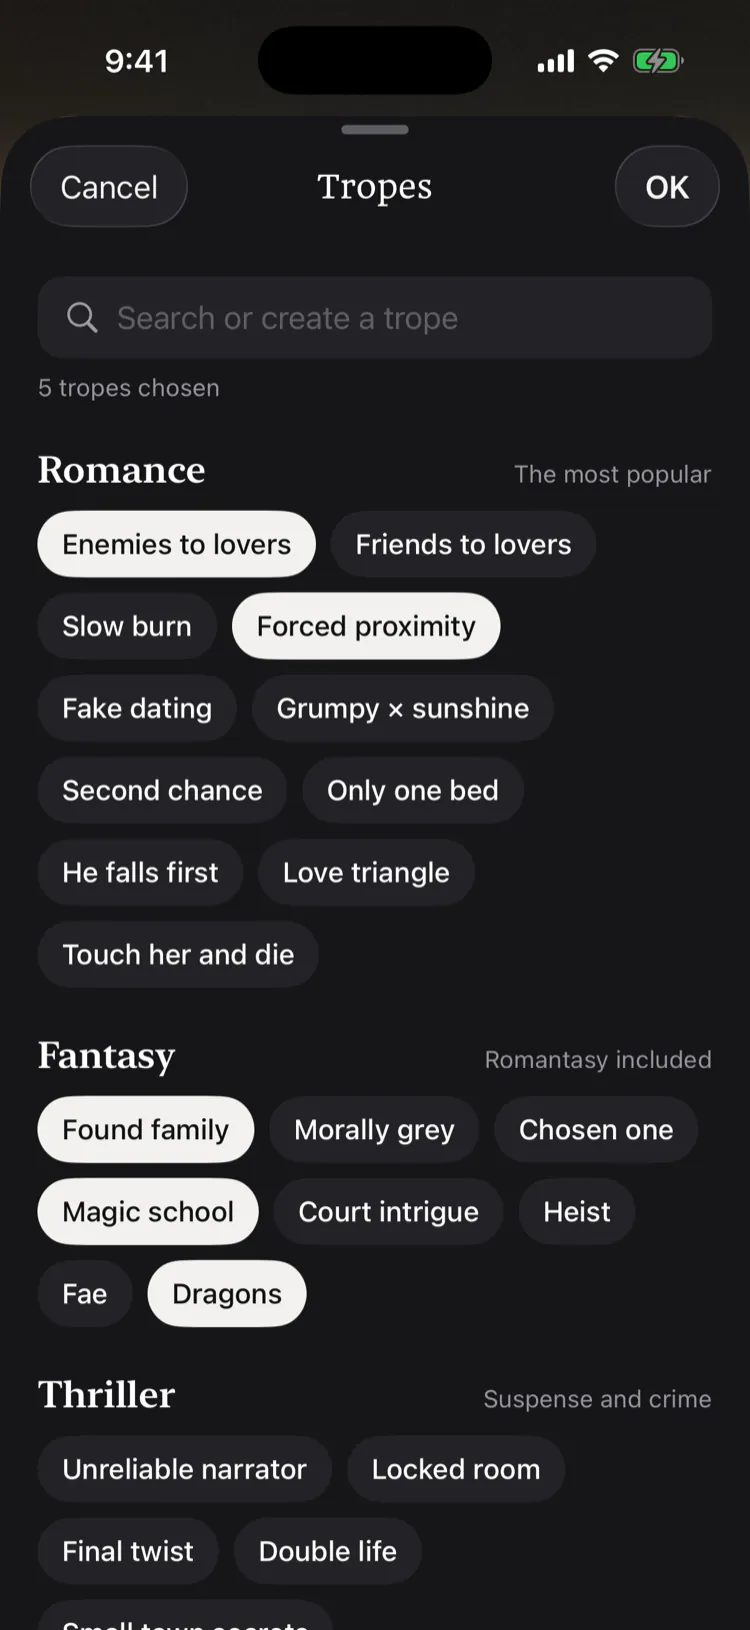 9:41
Cancel Tropes OK
Search or create a trope
5 tropes chosen
Romance The most popular
Enemies to lovers Friends to lovers
Slow burn Forced proximity
Fake dating Grumpy × sunshine
Second chance Only one bed
He falls first Love triangle
Touch her and die
Fantasy Romantasy included
Found family Morally grey Chosen one
Magic school Court intrigue Heist
Fae Dragons
Thriller Suspense and crime
Unreliable narrator Locked room
Final twist Double life
Small town secrets